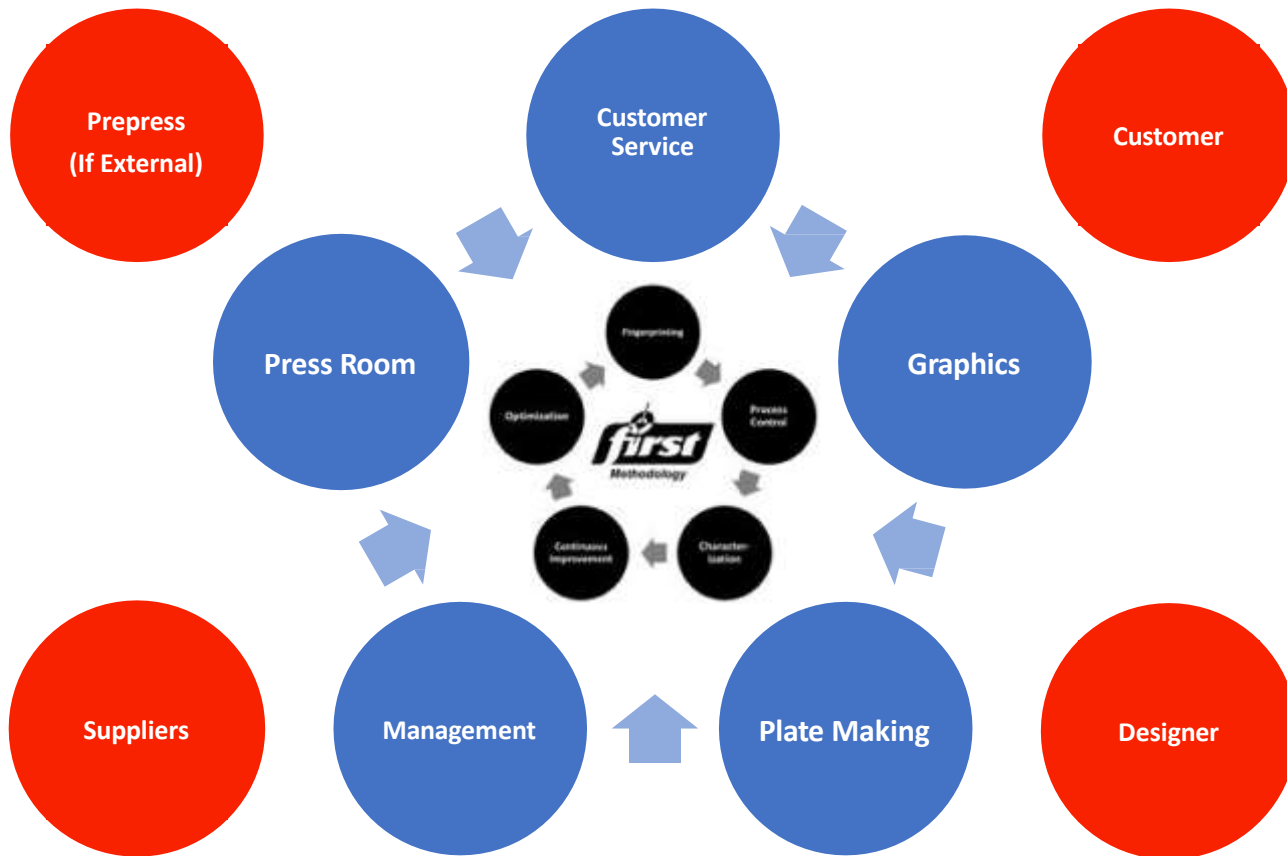 Prepress
(If External)
Customer
Service
Customer
Press Room
Graphics
Fingerprinting
Optimization
Process
Control
first
Methodology
Continuous
Improvement
Character-
ization
Suppliers
Management
Plate Making
Designer